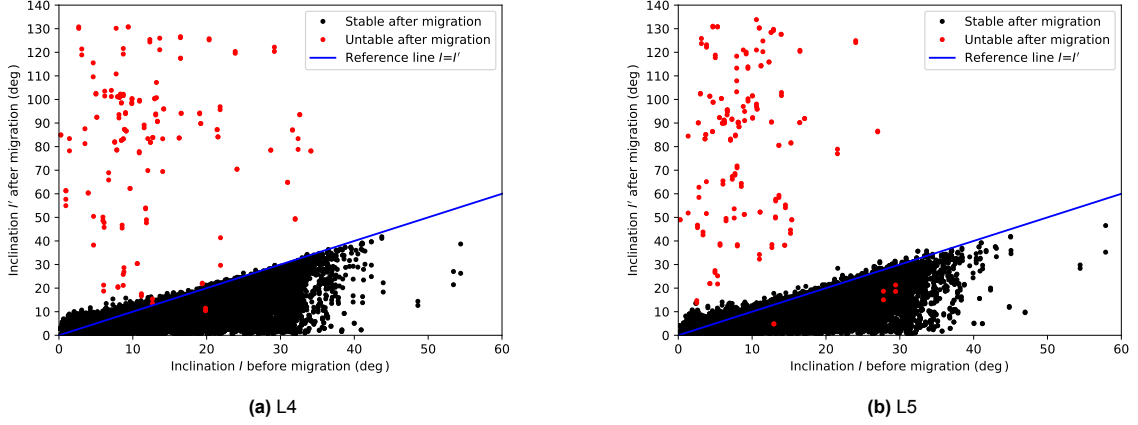 140
130
120
110
100
90
80
70
60
50
40
30
20
10
0
Inclination I' after migration (deg)
Stable after migration
Untable after migration
Reference line I=I'
0 10 20 30 40 50 60
Inclination I before migration (deg)
(a) L4
140
130
120
110
100
90
80
70
60
50
40
30
20
10
0
Inclination I' after migration (deg)
Stable after migration
Untable after migration
Reference line I=I'
0 10 20 30 40 50 60
Inclination I before migration (deg)
(b) L5